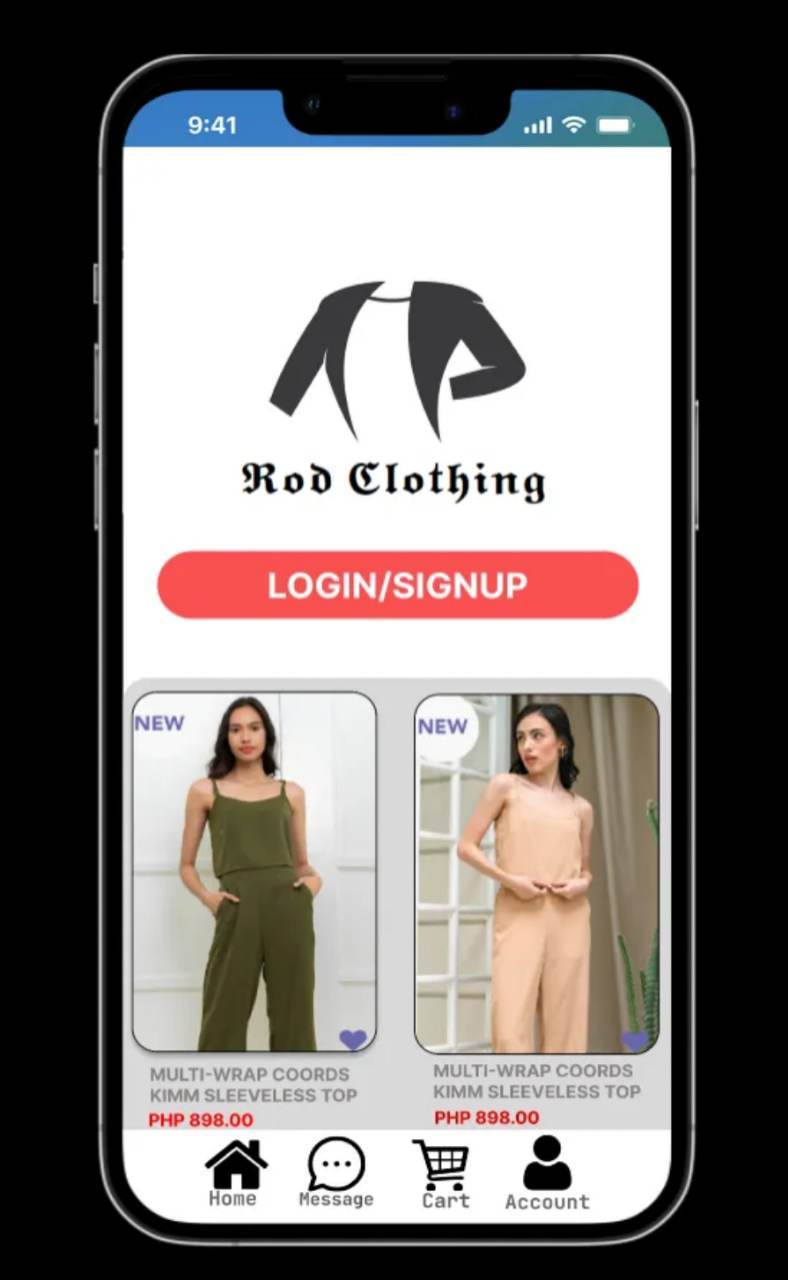 9:41
Rod Clothing
LOGIN/SIGNUP
NEW
NEW
MULTI-WRAP COORDS
KIMM SLEEVELESS TOP
PHP 898.00
MULTI-WRAP COORDS
KIMM SLEEVELESS TOP
PHP 898.00
Home
Message
Cart
Account